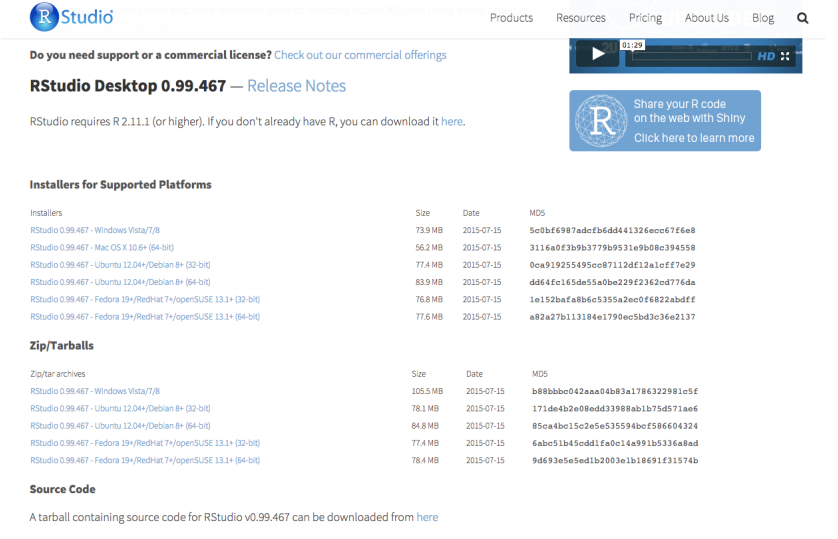 R Studio
Products Resources Pricing About Us Blog
01:29
HD
Do you need support or a commercial license? Check out our commercial offerings
RStudio Desktop 0.99.467 — Release Notes
Share your R code
on the web with Shiny
Click here to learn more
R
RStudio requires R 2.11.1 (or higher). If you don't already have R, you can download it here.
Installers for Supported Platforms
Installers Size Date MD5
RStudio 0.99.467 - Windows Vista/7/8 73.9 MB 2015-07-15 5c0bf6987adcfb6dd441326ecc67f6e8
RStudio 0.99.467 - Mac OS X 10.6+ (64-bit) 56.2 MB 2015-07-15 3116a0f3b9b3779b9531e9b08c394558
RStudio 0.99.467 - Ubuntu 12.04+/Debian 8+ (32-bit) 77.4 MB 2015-07-15 0ca919255495cc87112df12a1cff7e29
RStudio 0.99.467 - Ubuntu 12.04+/Debian 8+ (64-bit) 83.9 MB 2015-07-15 dd64fc165de55a0be229f2362cd776da
RStudio 0.99.467 - Fedora 19+/RedHat 7+/openSUSE 13.1+ (32-bit) 76.8 MB 2015-07-15 1e152bafa8b6c5355a2ec0f6822abdff
RStudio 0.99.467 - Fedora 19+/RedHat 7+/openSUSE 13.1+ (64-bit) 77.6 MB 2015-07-15 a82a27b113184e1790ec5bd3c36e2137
Zip/Tarballs
Zip/tar archives Size Date MD5
RStudio 0.99.467 - Windows Vista/7/8 105.5 MB 2015-07-15 b88bbbc042aaa04b83a1786322981c5f
RStudio 0.99.467 - Ubuntu 12.04+/Debian 8+ (32-bit) 78.1 MB 2015-07-15 171de4b2e08edd33988ab1b75d571ae6
RStudio 0.99.467 - Ubuntu 12.04+/Debian 8+ (64-bit) 84.8 MB 2015-07-15 85ca4bc15c2e5e535594bcf586604324
RStudio 0.99.467 - Fedora 19+/RedHat 7+/openSUSE 13.1+ (32-bit) 77.4 MB 2015-07-15 6abc51b45cdd1fa0c14a991b5336a8ad
RStudio 0.99.467 - Fedora 19+/RedHat 7+/openSUSE 13.1+ (64-bit) 78.4 MB 2015-07-15 9d693e5e5ed1b2003e1b18691f31574b
Source Code
A tarball containing source code for RStudio v0.99.467 can be downloaded from here